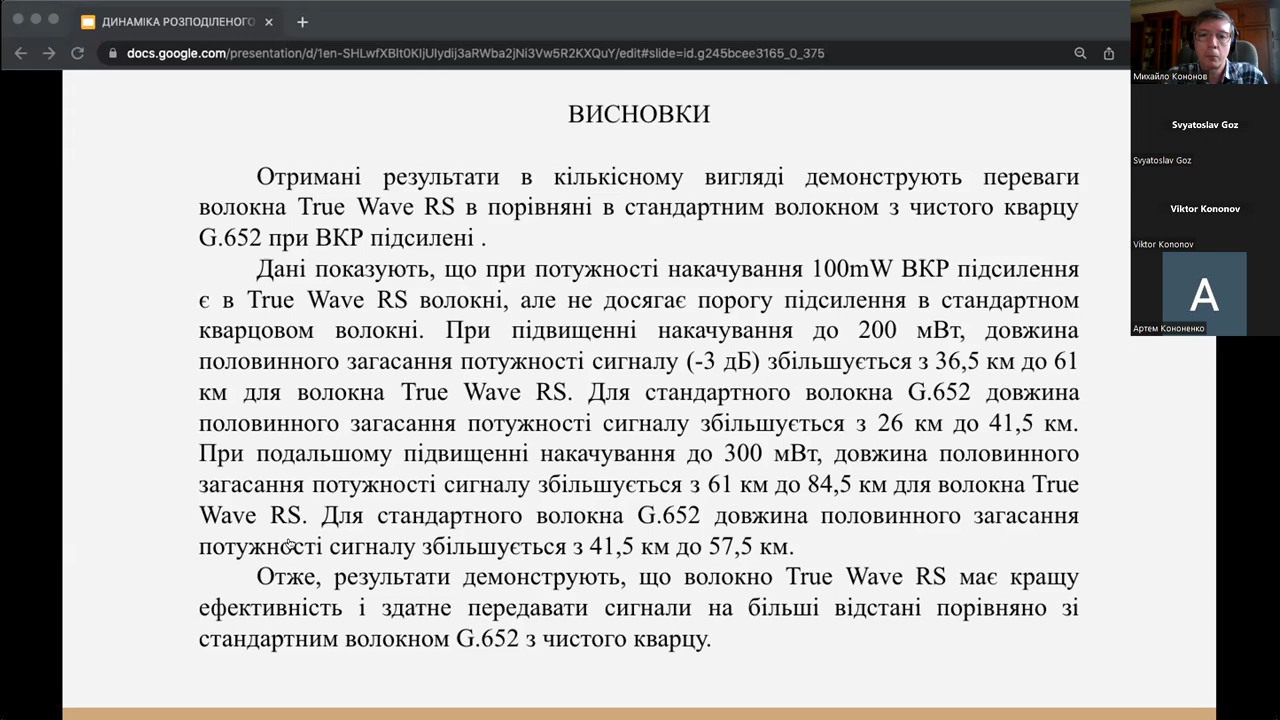 ДИНАМІКА РОЗПОДІЛЕНОГО
docs.google.com/presentation/d/1en-SHLwfXBlt0KIjUIydij3aRWba2jNi3Vw5R2KXQuY/edit#slide=id.g245bcee3165_0_375
ВИСНОВКИ
Отримані результати в кількісному вигляді демонструють переваги
волокна True Wave RS в порівняні в стандартним волокном з чистого кварцу
G.652 при ВКР підсилені .
Дані показують, що при потужності накачування 100mW ВКР підсилення
є в True Wave RS волокні, але не досягає порогу підсилення в стандартном
кварцовом волокні. При підвищенні накачування до 200 мВт, довжина
половинного загасання потужності сигналу (-3 дБ) збільшується з 36,5 км до 61
км для волокна True Wave RS. Для стандартного волокна G.652 довжина
половинного загасання потужності сигналу збільшується з 26 км до 41,5 км.
При подальшому підвищенні накачування до 300 мВт, довжина половинного
загасання потужності сигналу збільшується з 61 км до 84,5 км для волокна True
Wave RS. Для стандартного волокна G.652 довжина половинного загасання
потужності сигналу збільшується з 41,5 км до 57,5 км.
Отже, результати демонструють, що волокно True Wave RS має кращу
ефективність і здатне передавати сигнали на більші відстані порівняно зі
стандартним волокном G.652 з чистого кварцу.
Михайло Кононов
Svyatoslav Goz
Svyatoslav Goz
Viktor Kononov
Viktor Kononov
A
Артем Кононенко